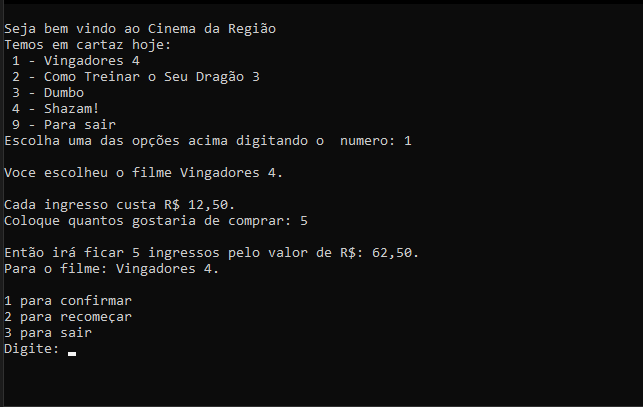 Seja bem vindo ao Cinema da Região
Temos em cartaz hoje:
1 - Vingadores 4
2 - Como Treinar o Seu Dragão 3
3 - Dumbo
4 - Shazam!
9 - Para sair
Escolha uma das opções acima digitando o  numero: 1
Voce escolheu o filme Vingadores 4.
Cada ingresso custa R$ 12,50.
Coloque quantos gostaria de comprar: 5
Então irá ficar 5 ingressos pelo valor de R$: 62,50.
Para o filme: Vingadores 4.
1 para confirmar
2 para recomeçar
3 para sair
Digite: